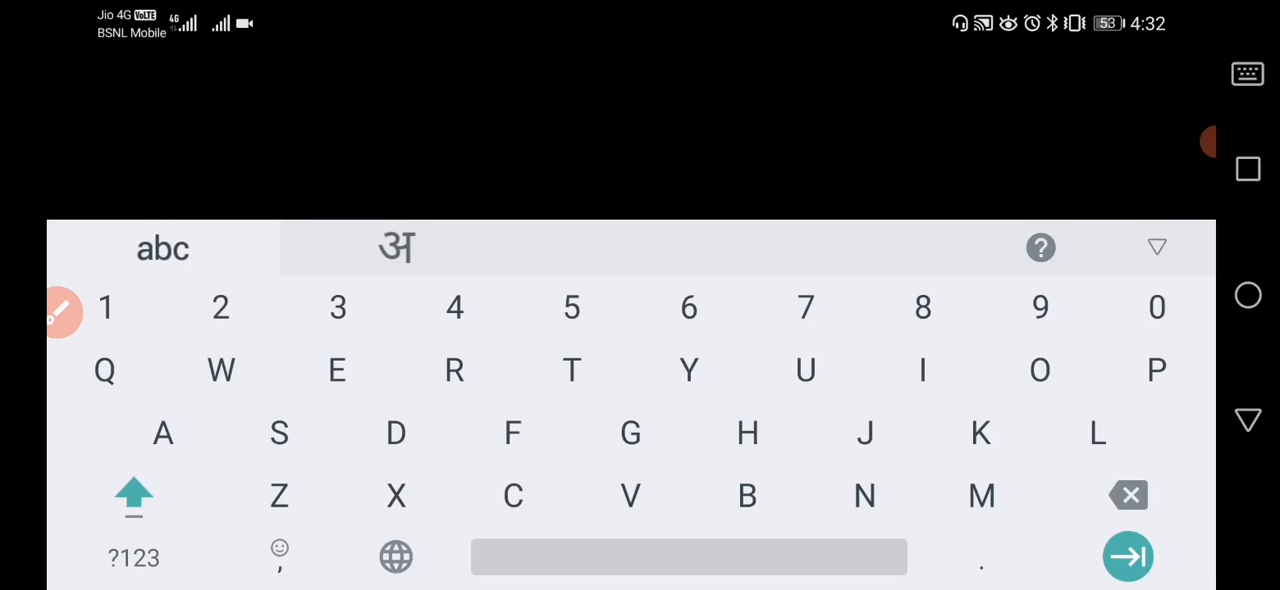 Jio 4G VoLTE 4G
BSNL Mobile
53 4:32
abc अ ?
1 2 3 4 5 6 7 8 9 0
Q W E R T Y U I O P
A S D F G H J K L
Z X C V B N M
?123 , .